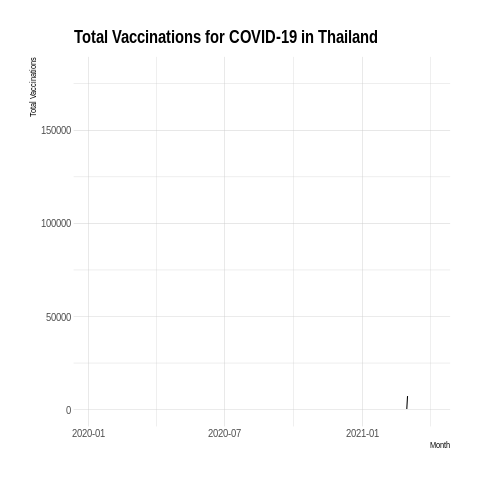 Total Vaccinations for COVID-19 in Thailand
Total Vaccinations
150000
100000
50000
0
2020-01
2020-07
2021-01
Month